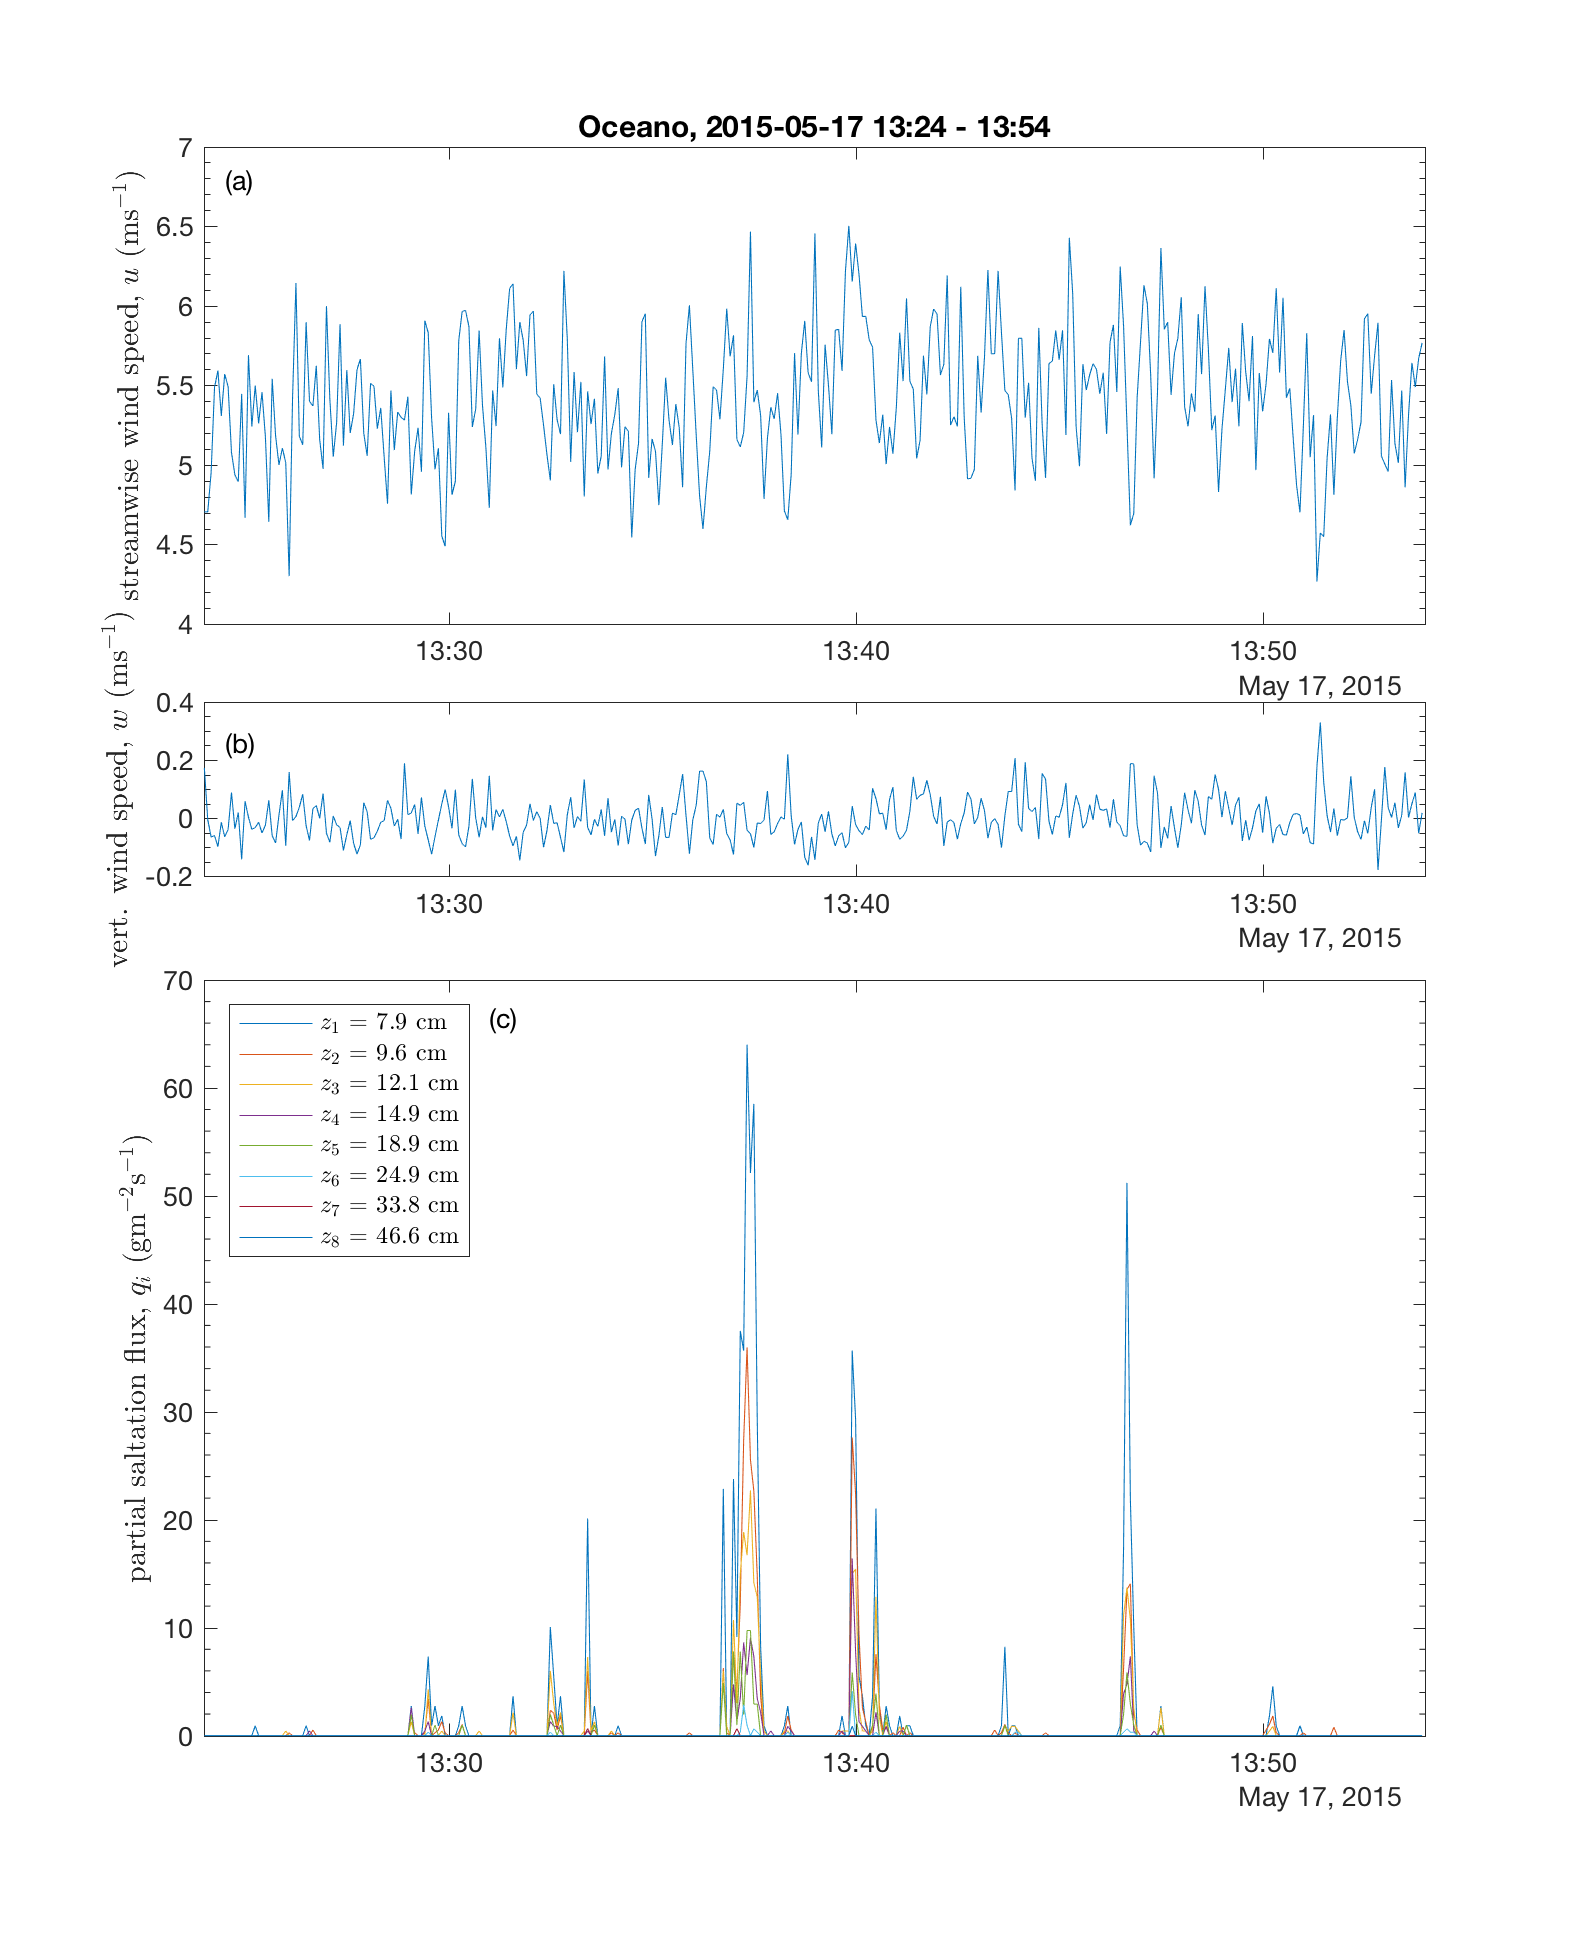 Oceano, 2015-05-17 13:24 - 13:54
(a)
streamwise wind speed, u (ms⁻¹)
7
6.5
6
5.5
5
4.5
4
13:30 13:40 13:50
May 17, 2015
(b)
vert. wind speed, w (ms⁻¹)
0.4
0.2
0
-0.2
13:30 13:40 13:50
May 17, 2015
(c)
partial saltation flux, qᵢ (gm⁻²s⁻¹)
70
60
50
40
30
20
10
0
z₁ = 7.9 cm
z₂ = 9.6 cm
z₃ = 12.1 cm
z₄ = 14.9 cm
z₅ = 18.9 cm
z₆ = 24.9 cm
z₇ = 33.8 cm
z₈ = 46.6 cm
13:30 13:40 13:50
May 17, 2015